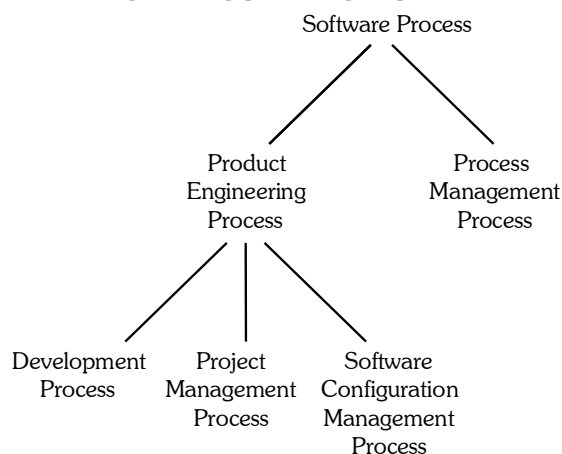 Software Process
Product
Engineering
Process
Process
Management
Process
Development
Process
Project
Management
Process
Software
Configuration
Management
Process